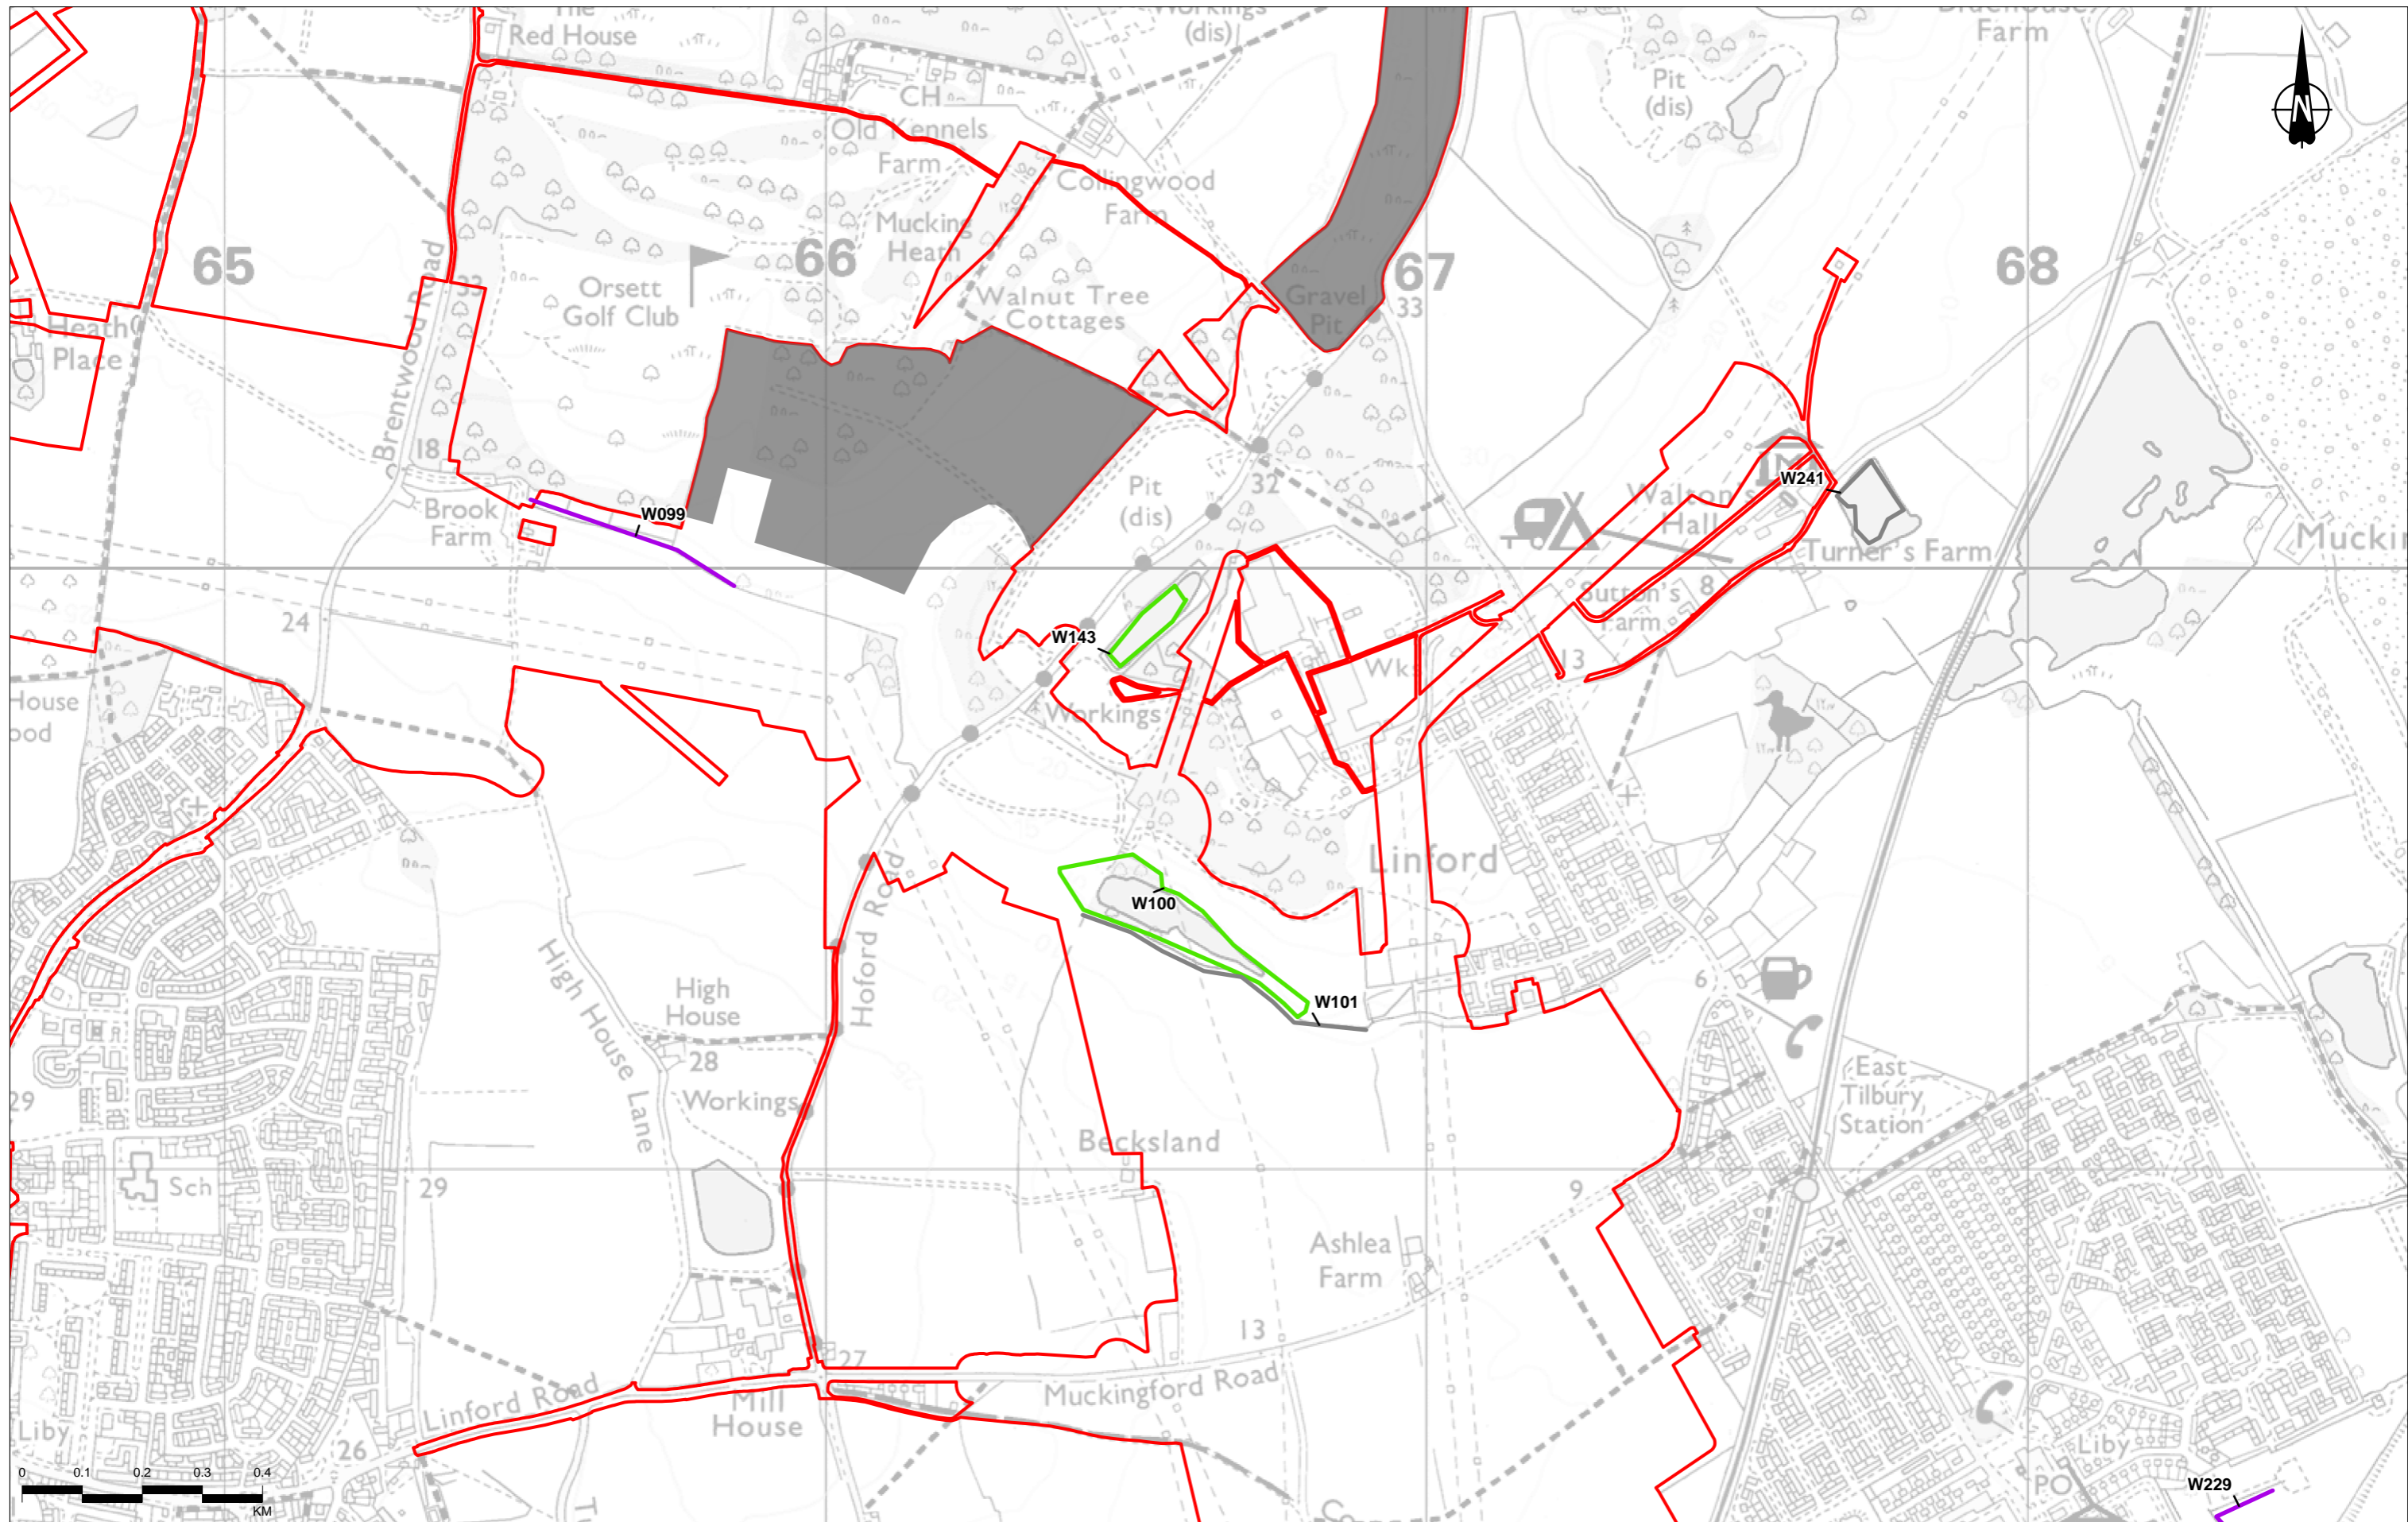 Red House
Workings
(dis)
Farm
CH
Pit
(dis)
Old Kennels
Farm
Collingwood
Farm
Mucking
Heath
65
66
67
68
Brentwood Road
33
Orsett
Golf Club
Walnut Tree
Cottages
Gravel
Pit
33
Heath
Place
18
W099
Brook
Farm
Pit
(dis)
32
W241
Walton's
Hall
Turner's Farm
Sutton's
Farm
8
24
W143
13
Wks
House
Workings
20
Linford
W100
W101
Hoford Road
High House Lane
High
House
28
6
Workings
East
Tilbury
Station
29
Becksland
Sch
29
9
Ashlea
Farm
7
13
27
Muckingford Road
Linford Road
Mill
House
Liby
26
Liby
PO
W229
0 0.1 0.2 0.3 0.4
KM
N